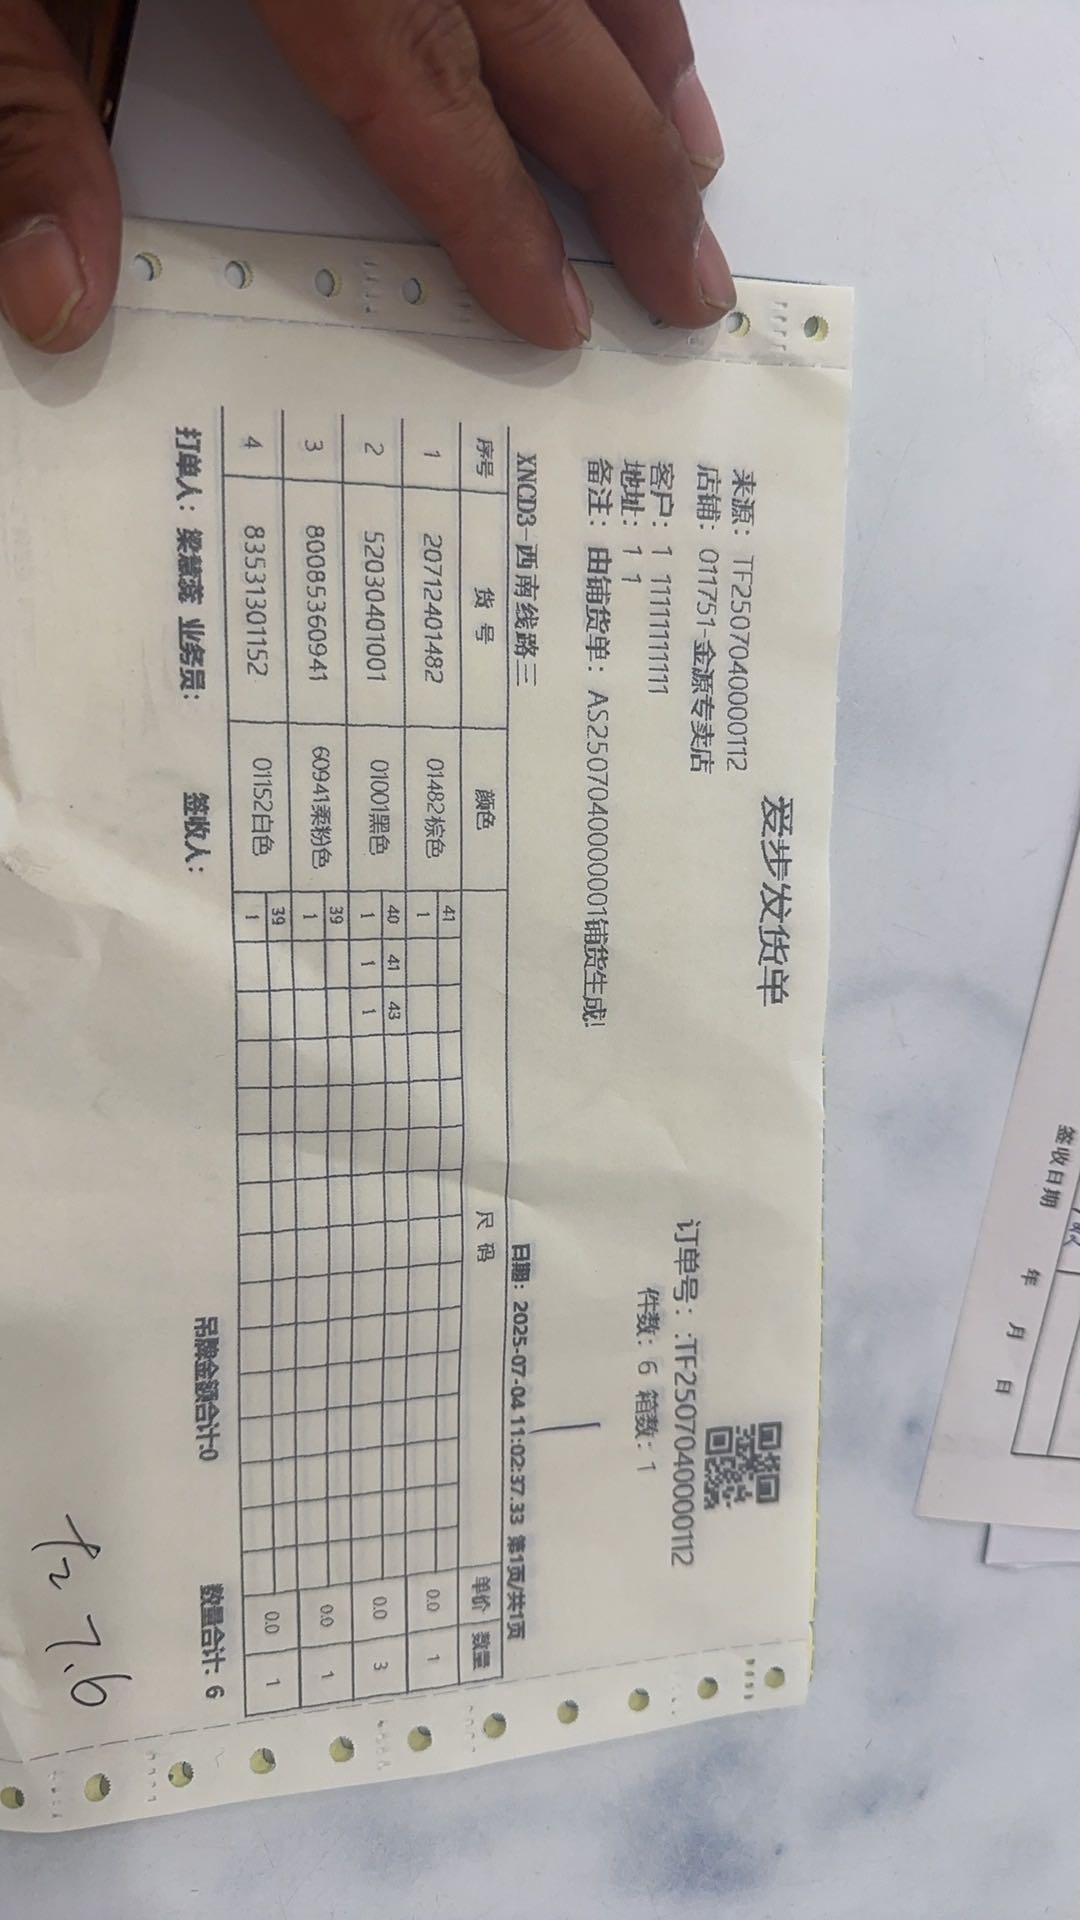 爱步发货单
来源：TF250704000112
店铺：011751-金源专卖店
订单号：:TF250704000112
客户：1 11111111111
件数：6 箱数：1
地址：1 1
备注：由铺货单：AS250704000001铺货生成!
XNCD3-西南线路三 日期：2025-07-04 11:02:37.33 第1页/共1页
序号 货号 颜色 尺码 单价 数量
41
1 20712401482 01482棕色 1 0.0 1
40 41 43
2 52030401001 01001黑色 1 1 1 0.0 3
39
3 80085360941 60941柔粉色 1 0.0 1
39
4 83531301152 01152白色 1 0.0 1
打单人：梁慧蕊 业务员： 签收人： 吊牌金额合计:0 数量合计: 6
7.6
签收日期 年 月 日